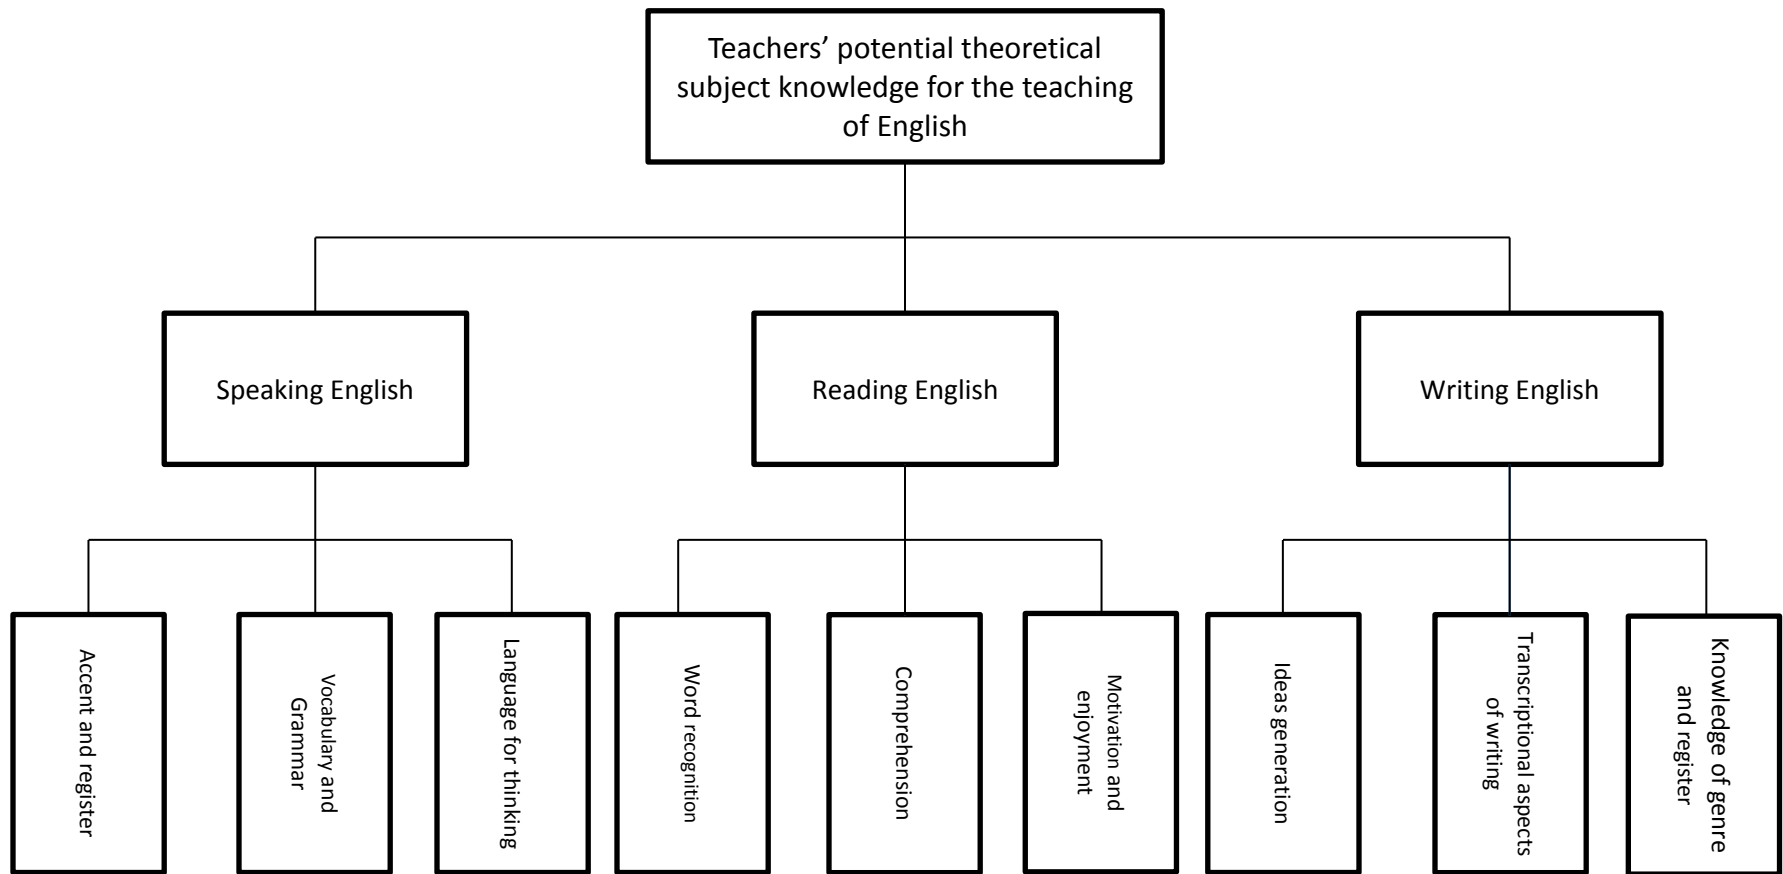 Teachers’ potential theoretical
subject knowledge for the teaching
of English
Speaking English
Reading English
Writing English
Accent and register
Vocabulary and
Grammar
Language for thinking
Word recognition
Comprehension
Motivation and
enjoyment
Ideas generation
Transcriptional aspects
of writing
Knowledge of genre
and register